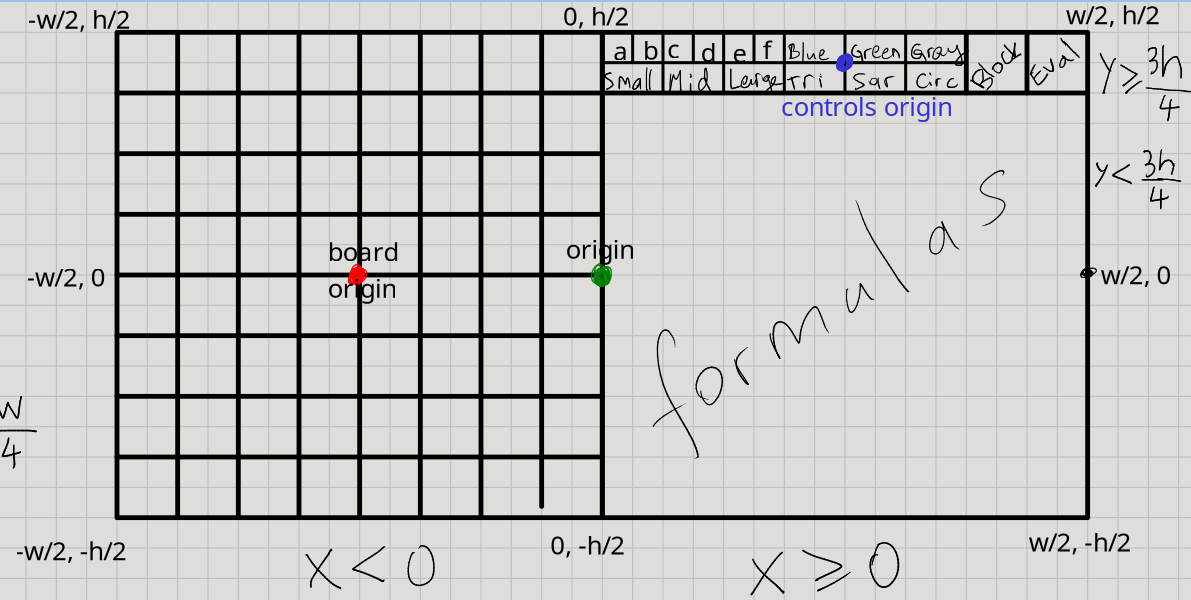 -w/2, h/2
0, h/2
w/2, h/2
a b c d e f Blue Green Gray Block Eval
Small Mid Large Tri Sqr Circ
controls origin
y ≥ 3h/4
y < 3h/4
board
origin
origin
-w/2, 0
w/2, 0
formulas
w/4
-w/2, -h/2
0, -h/2
w/2, -h/2
x < 0
x ≥ 0